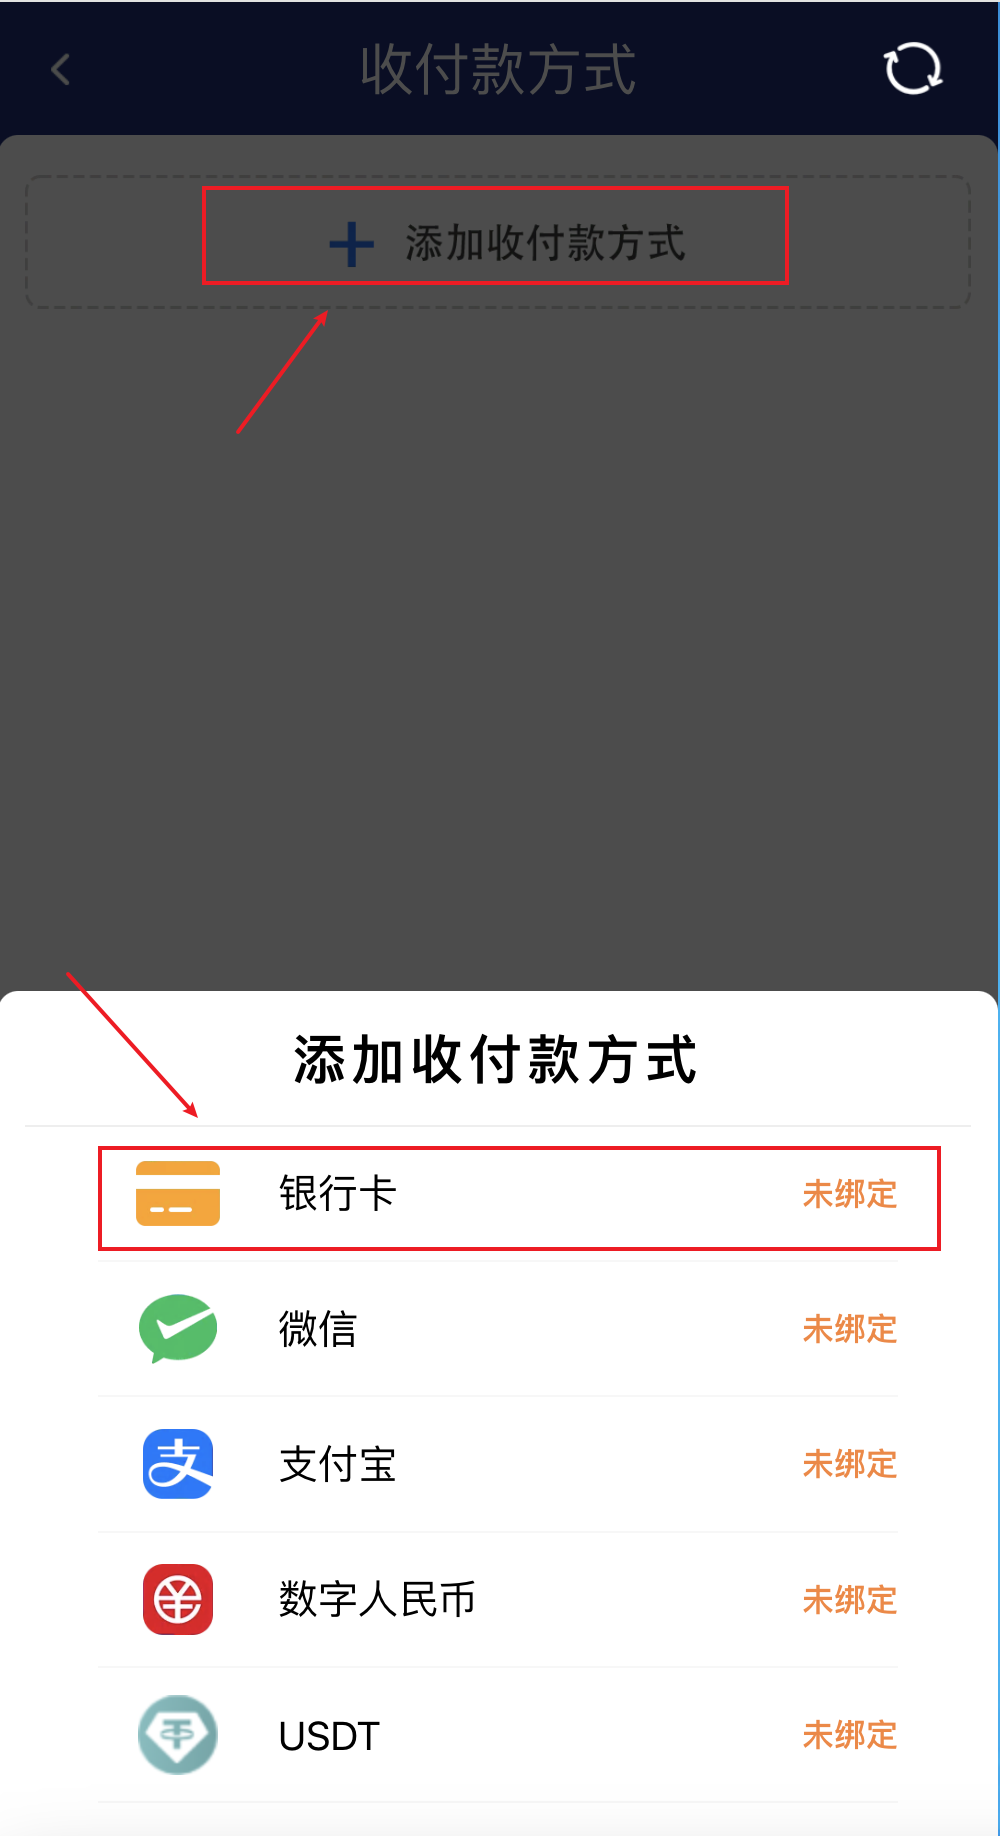 收付款方式
添加收付款方式
添加收付款方式
银行卡 未绑定
微信 未绑定
支付宝 未绑定
数字人民币 未绑定
USDT 未绑定